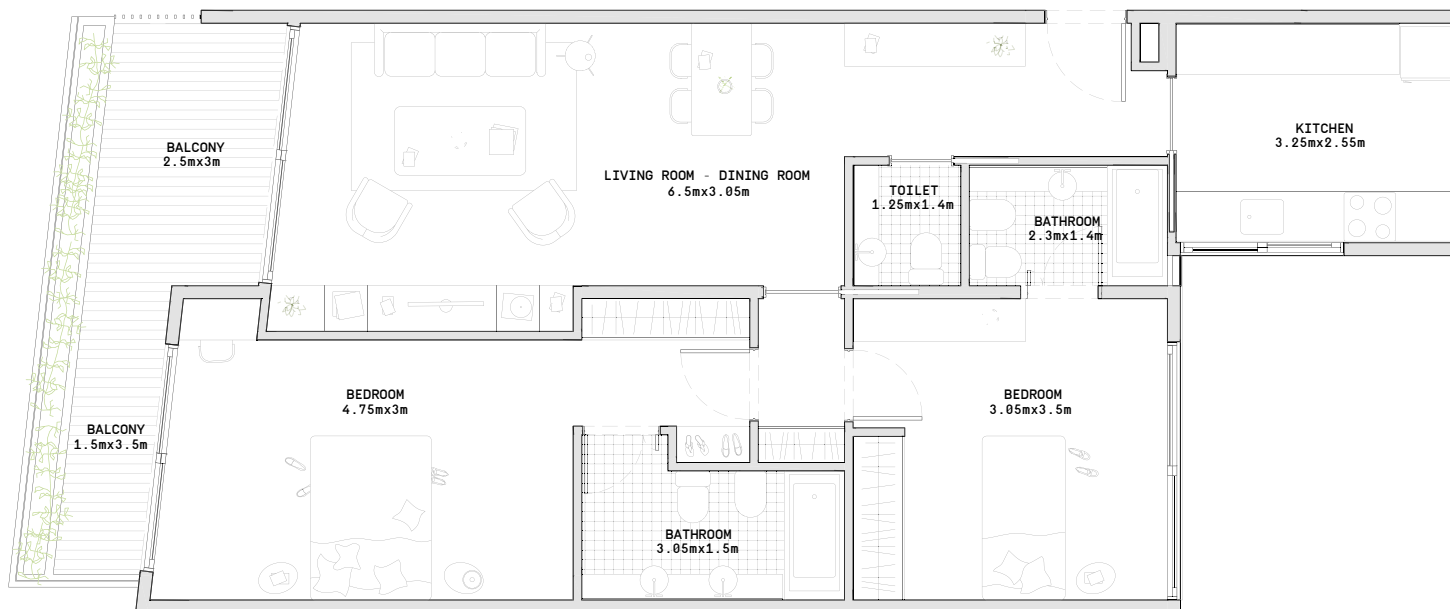 BALCONY
2.5mx3m
LIVING ROOM - DINING ROOM
6.5mx3.05m
TOILET
1.25mx1.4m
BATHROOM
2.3mx1.4m
KITCHEN
3.25mx2.55m
BALCONY
1.5mx3.5m
BEDROOM
4.75mx3m
BATHROOM
3.05mx1.5m
BEDROOM
3.05mx3.5m